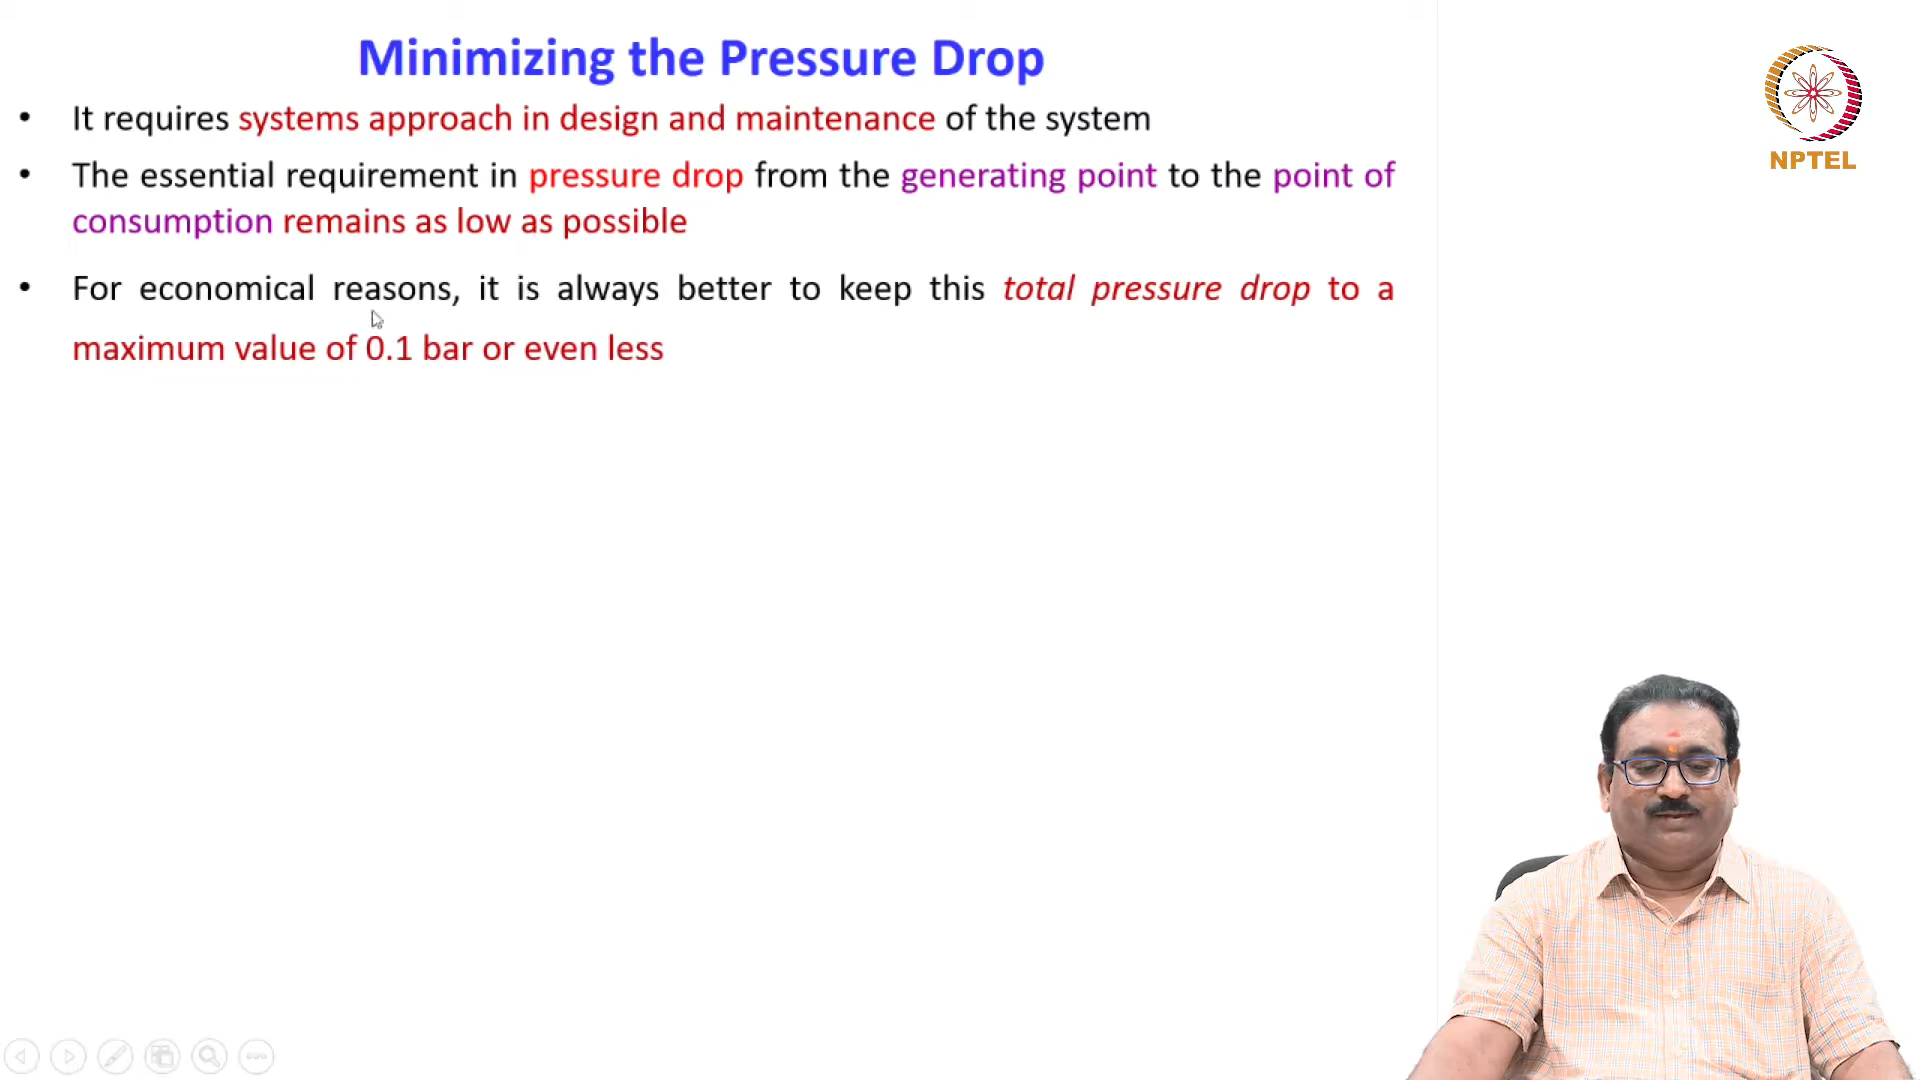 Minimizing the Pressure Drop
• It requires systems approach in design and maintenance of the system
• The essential requirement in pressure drop from the generating point to the point of
consumption remains as low as possible
• For economical reasons, it is always better to keep this total pressure drop to a
maximum value of 0.1 bar or even less
NPTEL